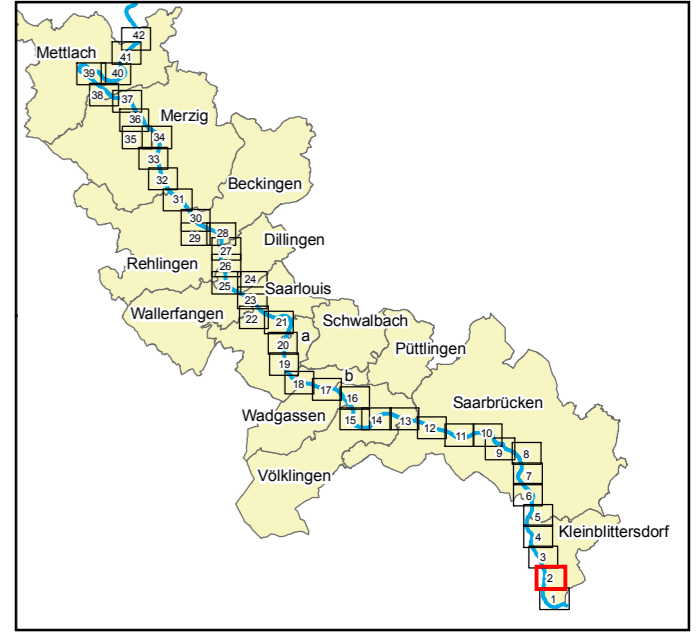 42
Mettlach
41
39
40
38
37
36
Merzig
35
34
33
32
Beckingen
31
30
29
28
Dillingen
27
Rehlingen
26
25
24
Saarlouis
23
Wallerfangen
22
21
Schwalbach
a
20
Püttlingen
19
b
18
17
16
Saarbrücken
Wadgassen
15
14
13
12
11
10
9
8
Völklingen
7
6
5
Kleinblittersdorf
4
3
2
1